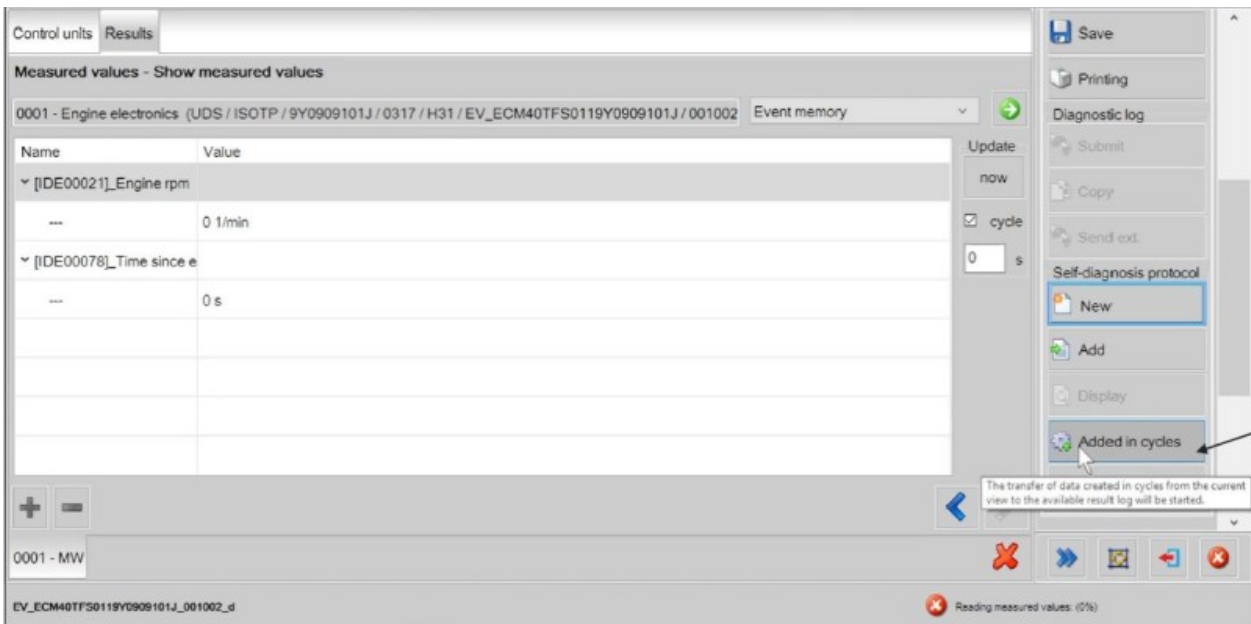 Control units Results
Measured values - Show measured values
0001 - Engine electronics (UDS / ISOTP / 9Y0909101J / 0317 / H31 / EV_ECM40TFS0119Y0909101J / 001002 Event memory
Name Value
[IDE00021]_Engine rpm
--- 0 1/min
[IDE00078]_Time since e
--- 0 s
Update
now
cycle
0 s
0001 - MW
EV_ECM40TFS0119Y0909101J_001002_d
Reading measured values: (0%)
Save
Printing
Diagnostic log
Submit
Copy
Send ext.
Self-diagnosis protocol
New
Add
Display
Added in cycles
The transfer of data created in cycles from the current
view to the available result log will be started.